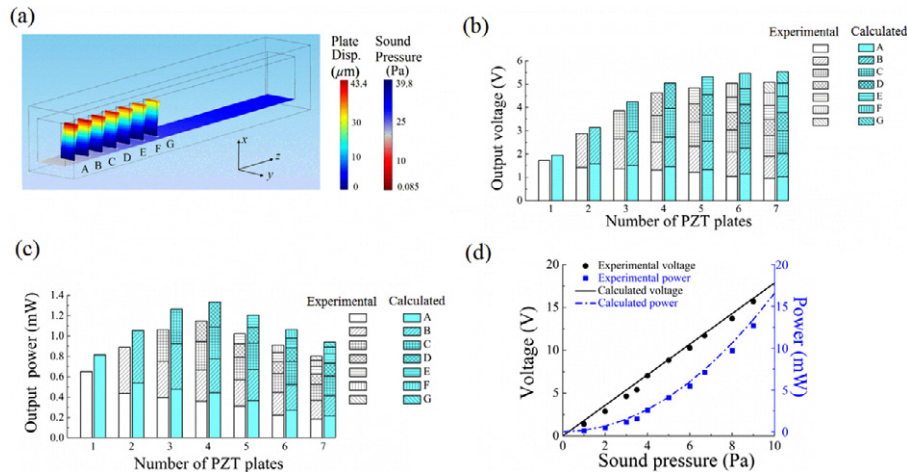 (a)
Plate
Disp.
(µm)
43.4
30
20
10
0
Sound
Pressure
(Pa)
39.8
25
15
0.085
A B C D E F G
x
z
y
(b)
Experimental Calculated
A
B
C
D
E
F
G
Output voltage (V)
6
5
4
3
2
1
0
1 2 3 4 5 6 7
Number of PZT plates
(c)
Experimental Calculated
A
B
C
D
E
F
G
Output power (mW)
1.4
1.2
1.0
0.8
0.6
0.4
0.2
0.0
1 2 3 4 5 6 7
Number of PZT plates
(d)
Experimental voltage
Experimental power
Calculated voltage
Calculated power
Voltage (V)
20
15
10
5
0
Power (mW)
20
15
10
5
0
0 2 4 6 8 10
Sound pressure (Pa)